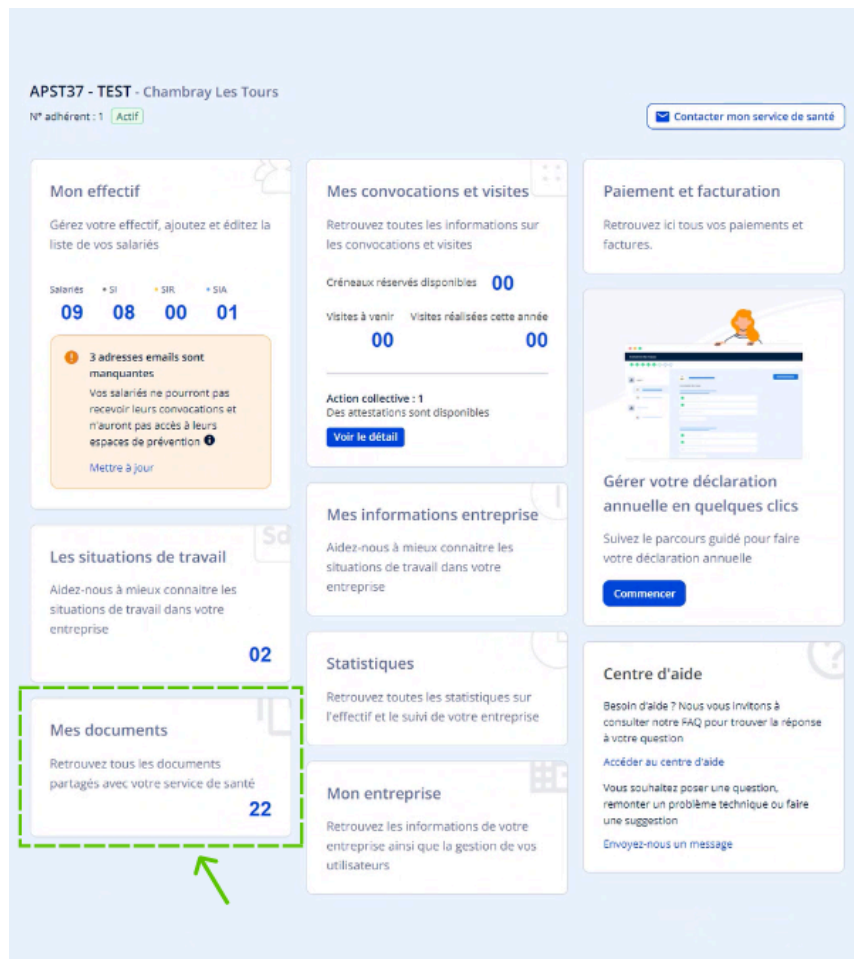 APST37 - TEST - Chambray Les Tours
N° adhérent : 1 Actif
Contacter mon service de santé
Mon effectif
Gérez votre effectif, ajoutez et éditez la
liste de vos salariés
Salariés SI SIR SIA
09 08 00 01
3 adresses emails sont
manquantes
Vos salariés ne pourront pas
recevoir leurs convocations et
n'auront pas accès à leurs
espaces de prévention
Mettre à jour
Les situations de travail
Aidez-nous à mieux connaitre les
situations de travail dans votre
entreprise
02
Mes documents
Retrouvez tous les documents
partagés avec votre service de santé
22
Mes convocations et visites
Retrouvez toutes les informations sur
les convocations et visites
Créneaux réservés disponibles 00
Visites à venir Visites réalisées cette année
00 00
Action collective : 1
Des attestations sont disponibles
Voir le détail
Mes informations entreprise
Aidez-nous à mieux connaitre les
situations de travail dans votre
entreprise
Statistiques
Retrouvez toutes les statistiques sur
l'effectif et le suivi de votre entreprise
Mon entreprise
Retrouvez les informations de votre
entreprise ainsi que la gestion de vos
utilisateurs
Paiement et facturation
Retrouvez ici tous vos paiements et
factures.
Gérer votre déclaration
annuelle en quelques clics
Suivez le parcours guidé pour faire
votre déclaration annuelle
Commencer
Centre d'aide
Besoin d'aide ? Nous vous invitons à
consulter notre FAQ pour trouver la réponse
à votre question
Accéder au centre d'aide
Vous souhaitez poser une question,
remonter un problème technique ou faire
une suggestion
Envoyez-nous un message